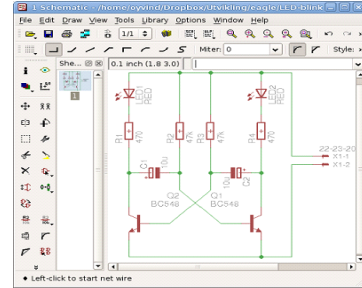 1 Schematic - /home/oyvind/Dropbox/Utvikling/eagle/LED-blink
File Edit Draw View Tools Library Options Window Help
1/1
Miter: 0 Style:
She... 0.1 inch (1.8 3.0)
1
LED1
RED
LED2
RED
R1
470
R2
47k
R3
47k
R4
470
22-23-20
X1-1
X1-2
C1
10u
C2
10u
Q2
BC548
Q1
BC548
Left-click to start net wire